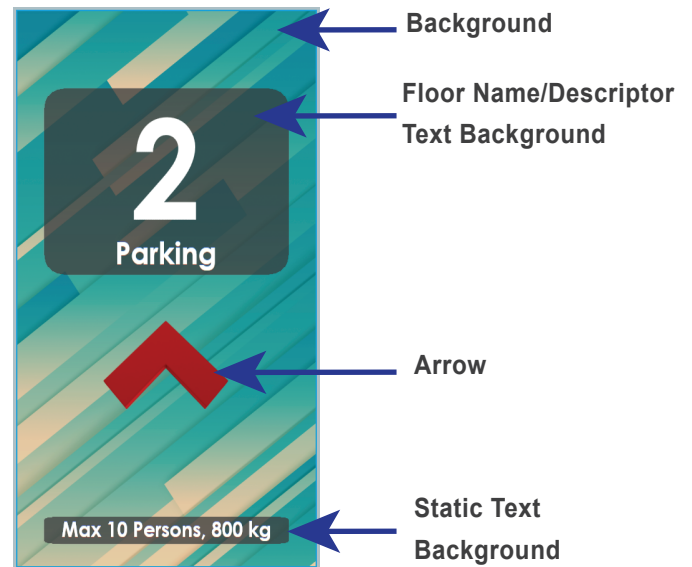 Background
Floor Name/Descriptor
Text Background
2
Parking
Arrow
Max 10 Persons, 800 kg
Static Text
Background